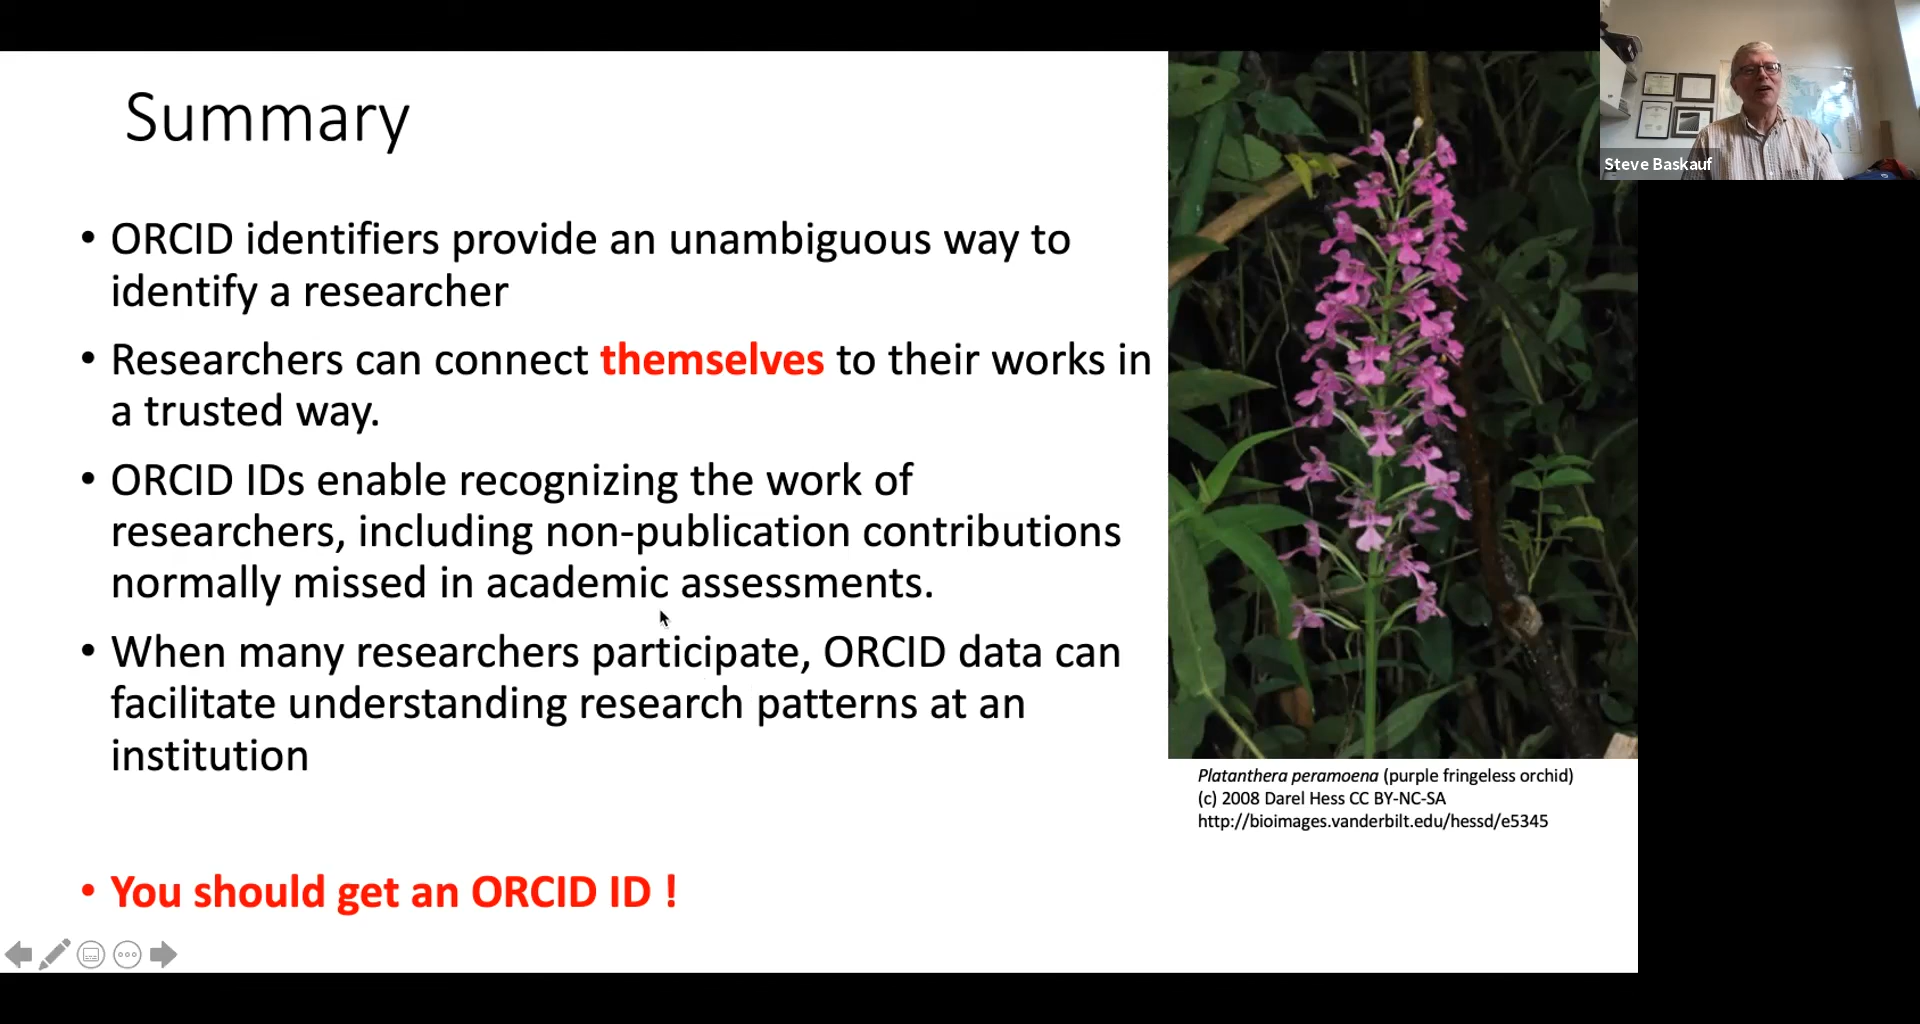 Summary
• ORCID identifiers provide an unambiguous way to
identify a researcher
• Researchers can connect themselves to their works in
a trusted way.
• ORCID IDs enable recognizing the work of
researchers, including non-publication contributions
normally missed in academic assessments.
• When many researchers participate, ORCID data can
facilitate understanding research patterns at an
institution
• You should get an ORCID ID !
Platanthera peramoena (purple fringeless orchid)
(c) 2008 Darel Hess CC BY-NC-SA
http://bioimages.vanderbilt.edu/hessd/e5345
Steve Baskauf